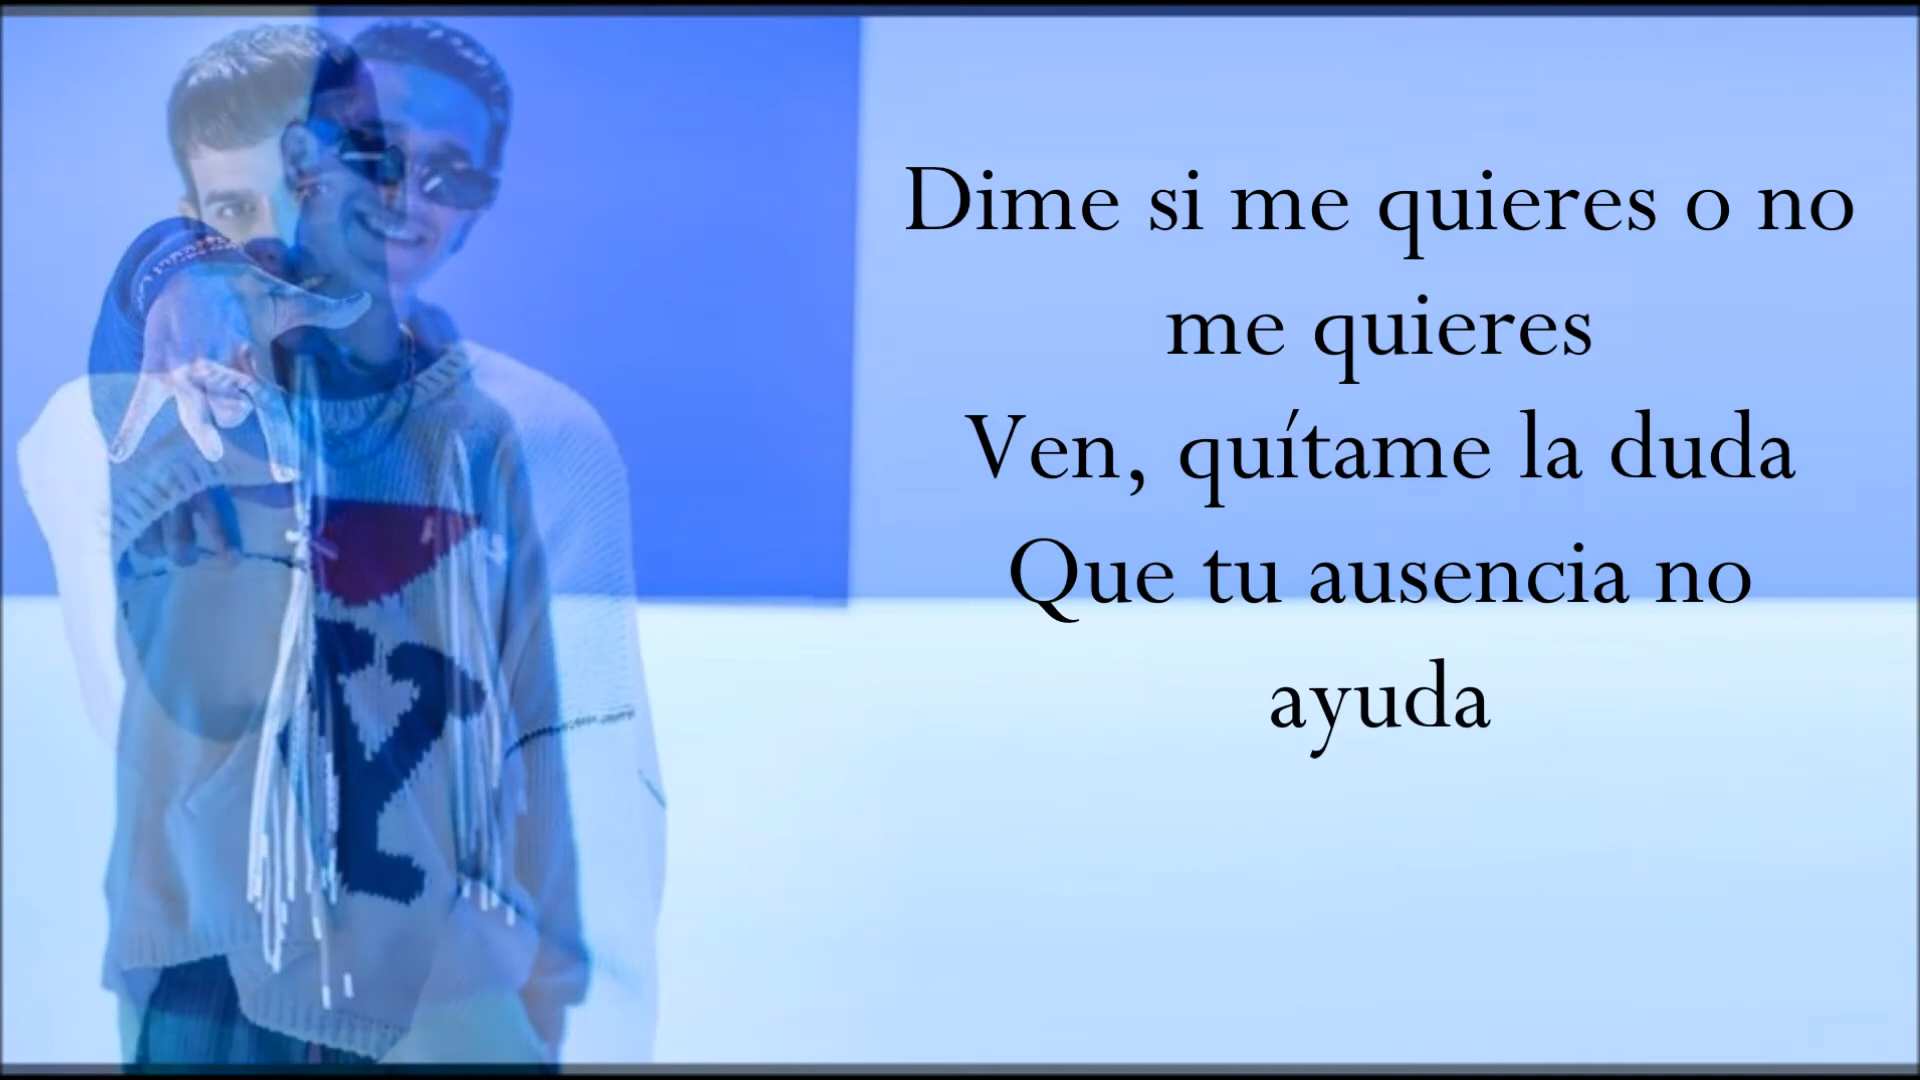 Dime si me quieres o no
me quieres
Ven, quítame la duda
Que tu ausencia no
ayuda